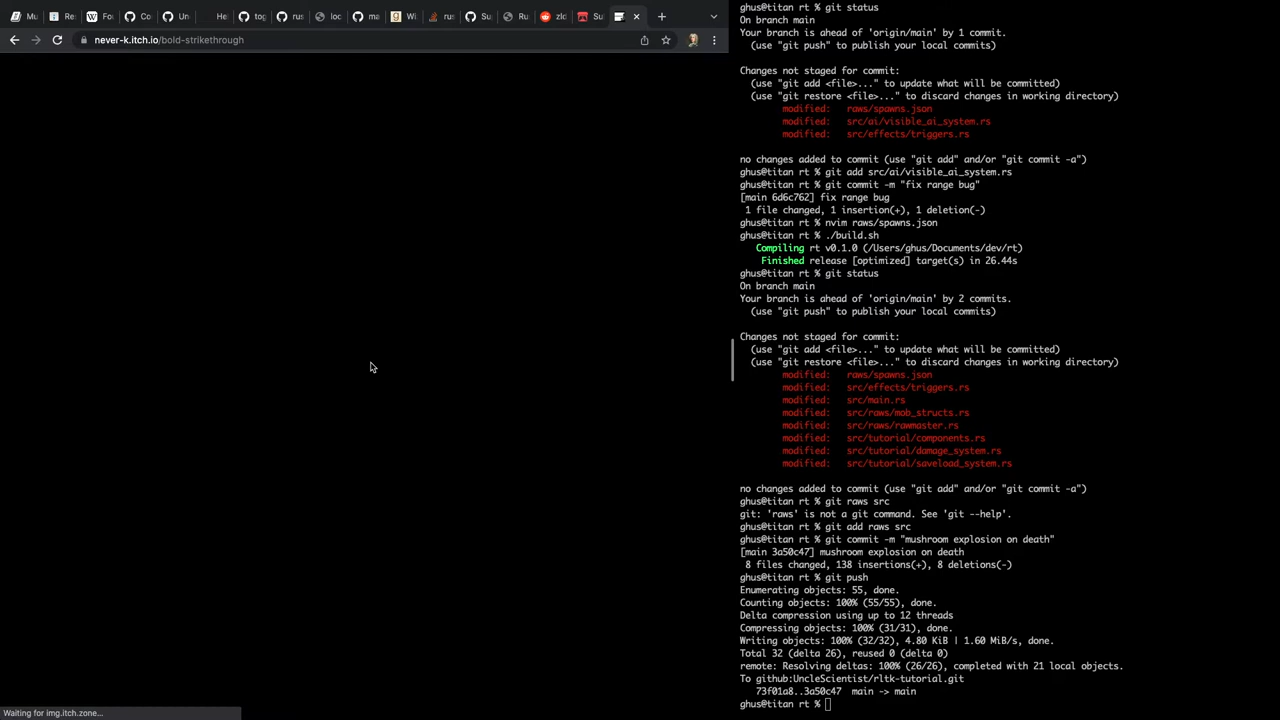 Mu
Re
Fo
Co
Un
He
tog
rus
loc
ma
Wi
rus
Su
Ru
zld
Su
never-k.itch.io/bold-strikethrough
Waiting for img.itch.zone...
ghus@titan rt % git status
On branch main
Your branch is ahead of 'origin/main' by 1 commit.
(use "git push" to publish your local commits)
Changes not staged for commit:
(use "git add <file>..." to update what will be committed)
(use "git restore <file>..." to discard changes in working directory)
modified: raws/spawns.json
modified: src/ai/visible_ai_system.rs
modified: src/effects/triggers.rs
no changes added to commit (use "git add" and/or "git commit -a")
ghus@titan rt % git add src/ai/visible_ai_system.rs
ghus@titan rt % git commit -m "fix range bug"
[main 6d6c762] fix range bug
1 file changed, 1 insertion(+), 1 deletion(-)
ghus@titan rt % nvim raws/spawns.json
ghus@titan rt % ./build.sh
Compiling rt v0.1.0 (/Users/ghus/Documents/dev/rt)
Finished release [optimized] target(s) in 26.44s
ghus@titan rt % git status
On branch main
Your branch is ahead of 'origin/main' by 2 commits.
(use "git push" to publish your local commits)
Changes not staged for commit:
(use "git add <file>..." to update what will be committed)
(use "git restore <file>..." to discard changes in working directory)
modified: raws/spawns.json
modified: src/effects/triggers.rs
modified: src/main.rs
modified: src/raws/mob_structs.rs
modified: src/raws/rawmaster.rs
modified: src/tutorial/components.rs
modified: src/tutorial/damage_system.rs
modified: src/tutorial/saveload_system.rs
no changes added to commit (use "git add" and/or "git commit -a")
ghus@titan rt % git raws src
git: 'raws' is not a git command. See 'git --help'.
ghus@titan rt % git add raws src
ghus@titan rt % git commit -m "mushroom explosion on death"
[main 3a50c47] mushroom explosion on death
8 files changed, 138 insertions(+), 8 deletions(-)
ghus@titan rt % git push
Enumerating objects: 55, done.
Counting objects: 100% (55/55), done.
Delta compression using up to 12 threads
Compressing objects: 100% (31/31), done.
Writing objects: 100% (32/32), 4.80 KiB | 1.60 MiB/s, done.
Total 32 (delta 26), reused 0 (delta 0)
remote: Resolving deltas: 100% (26/26), completed with 21 local objects.
To github:UncleScientist/rltk-tutorial.git
73f01a8..3a50c47 main -> main
ghus@titan rt %